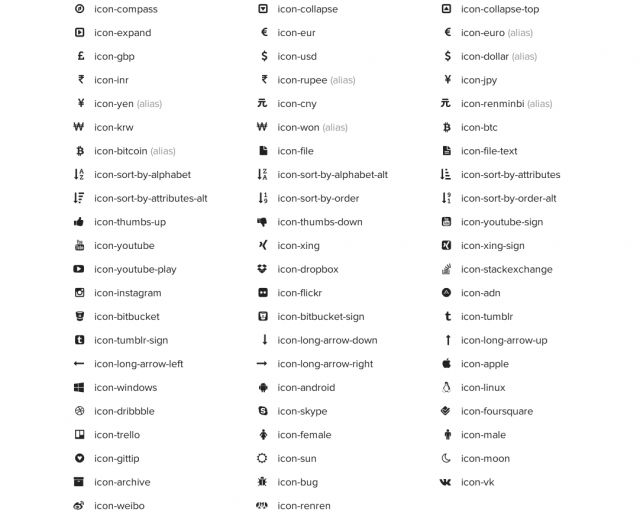 icon-compass icon-collapse icon-collapse-top
icon-expand icon-eur icon-euro (alias)
icon-gbp icon-usd icon-dollar (alias)
icon-inr icon-rupee (alias) icon-jpy
icon-yen (alias) icon-cny icon-renminbi (alias)
icon-krw icon-won (alias) icon-btc
icon-bitcoin (alias) icon-file icon-file-text
icon-sort-by-alphabet icon-sort-by-alphabet-alt icon-sort-by-attributes
icon-sort-by-attributes-alt icon-sort-by-order icon-sort-by-order-alt
icon-thumbs-up icon-thumbs-down icon-youtube-sign
icon-youtube icon-xing icon-xing-sign
icon-youtube-play icon-dropbox icon-stackexchange
icon-instagram icon-flickr icon-adn
icon-bitbucket icon-bitbucket-sign icon-tumblr
icon-tumblr-sign icon-long-arrow-down icon-long-arrow-up
icon-long-arrow-left icon-long-arrow-right icon-apple
icon-windows icon-android icon-linux
icon-dribbble icon-skype icon-foursquare
icon-trello icon-female icon-male
icon-gittip icon-sun icon-moon
icon-archive icon-bug icon-vk
icon-weibo icon-renren